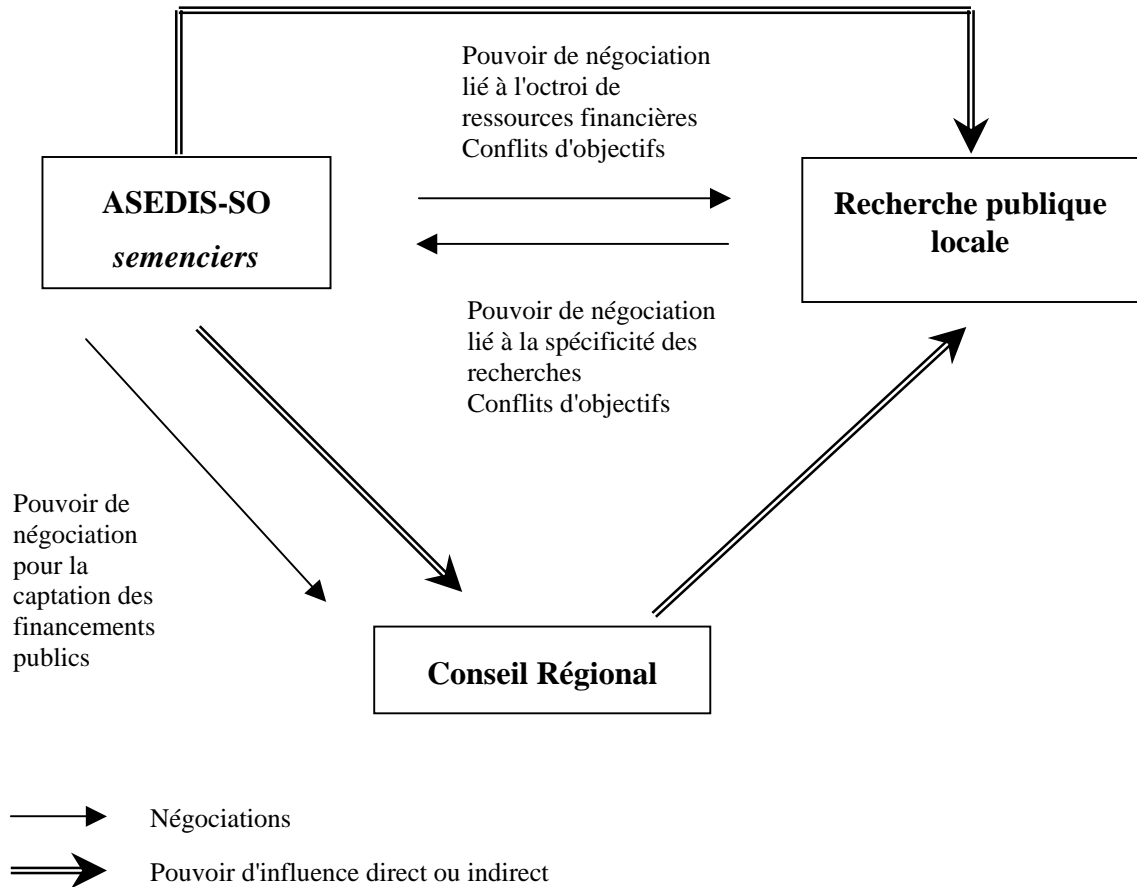 Pouvoir de négociation
lié à l'octroi de
ressources financières
Conflits d'objectifs
ASEDIS-SO
semenciers
Recherche publique
locale
Pouvoir de négociation
lié à la spécificité des
recherches
Conflits d'objectifs
Pouvoir de
négociation
pour la
captation des
financements
publics
Conseil Régional
Négociations
Pouvoir d'influence direct ou indirect